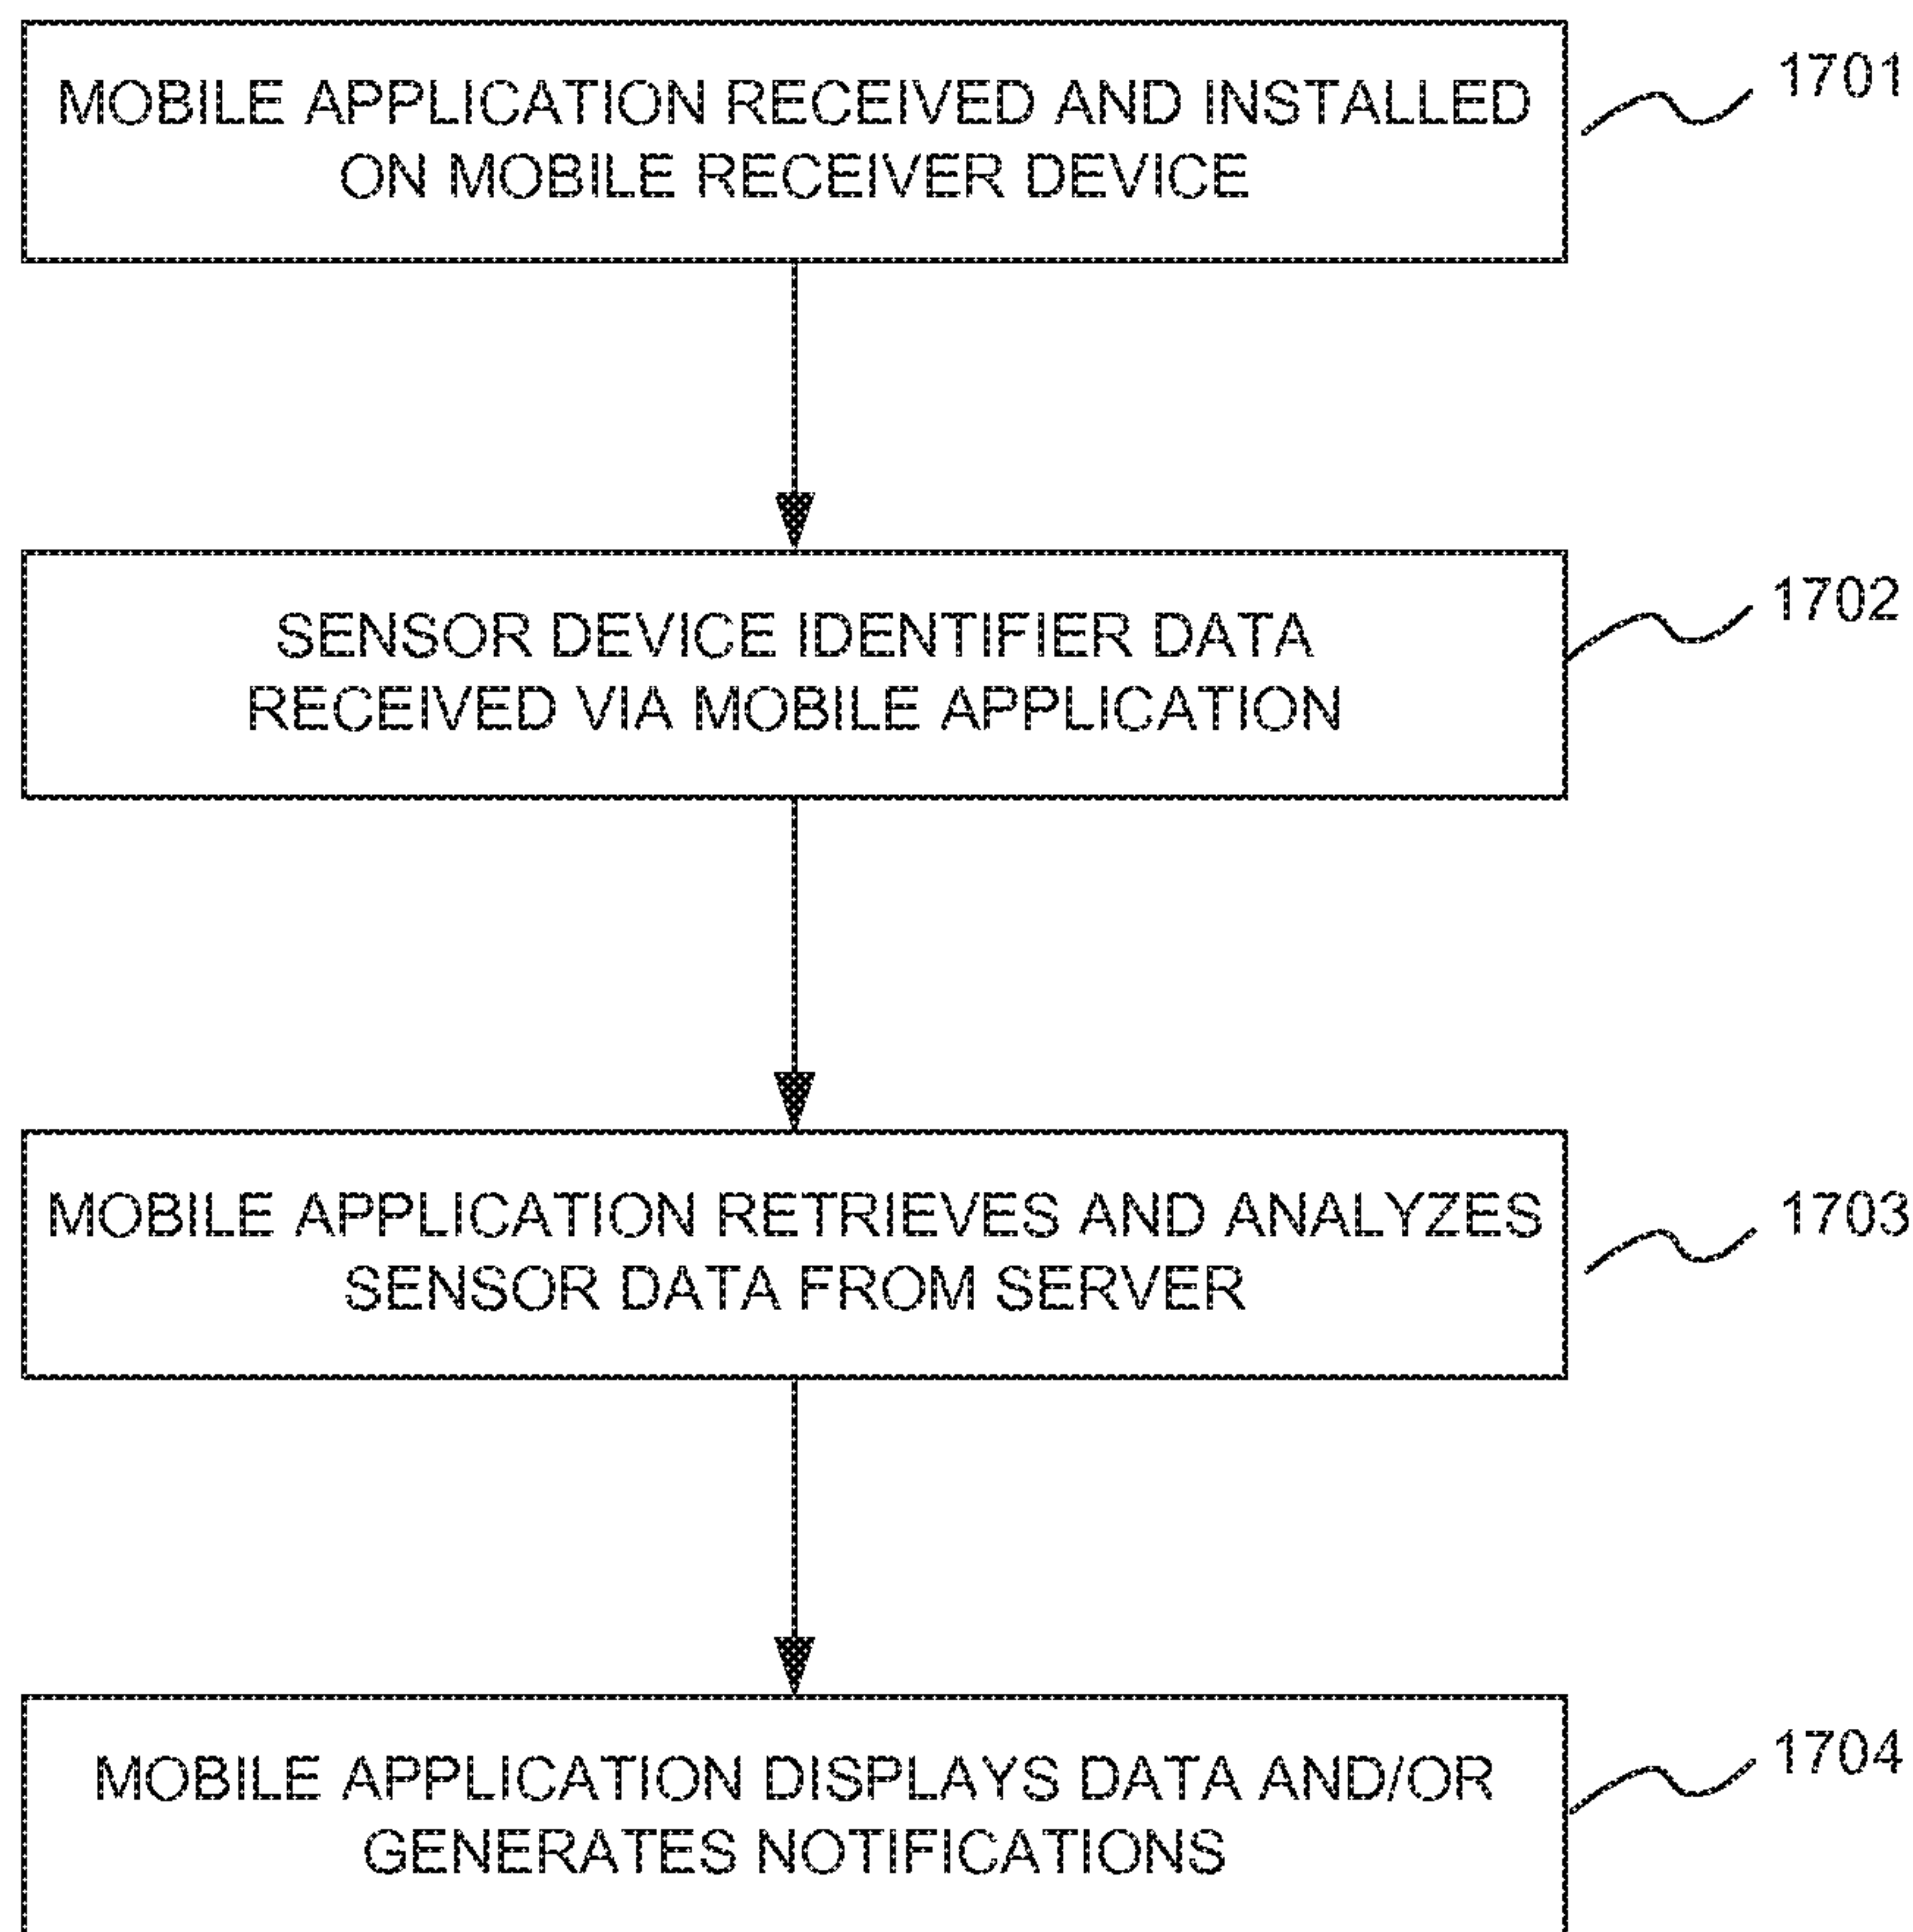 MOBILE APPLICATION RECEIVED AND INSTALLED
ON MOBILE RECEIVER DEVICE
1701
SENSOR DEVICE IDENTIFIER DATA
RECEIVED VIA MOBILE APPLICATION
1702
MOBILE APPLICATION RETRIEVES AND ANALYZES
SENSOR DATA FROM SERVER
1703
MOBILE APPLICATION DISPLAYS DATA AND/OR
GENERATES NOTIFICATIONS
1704